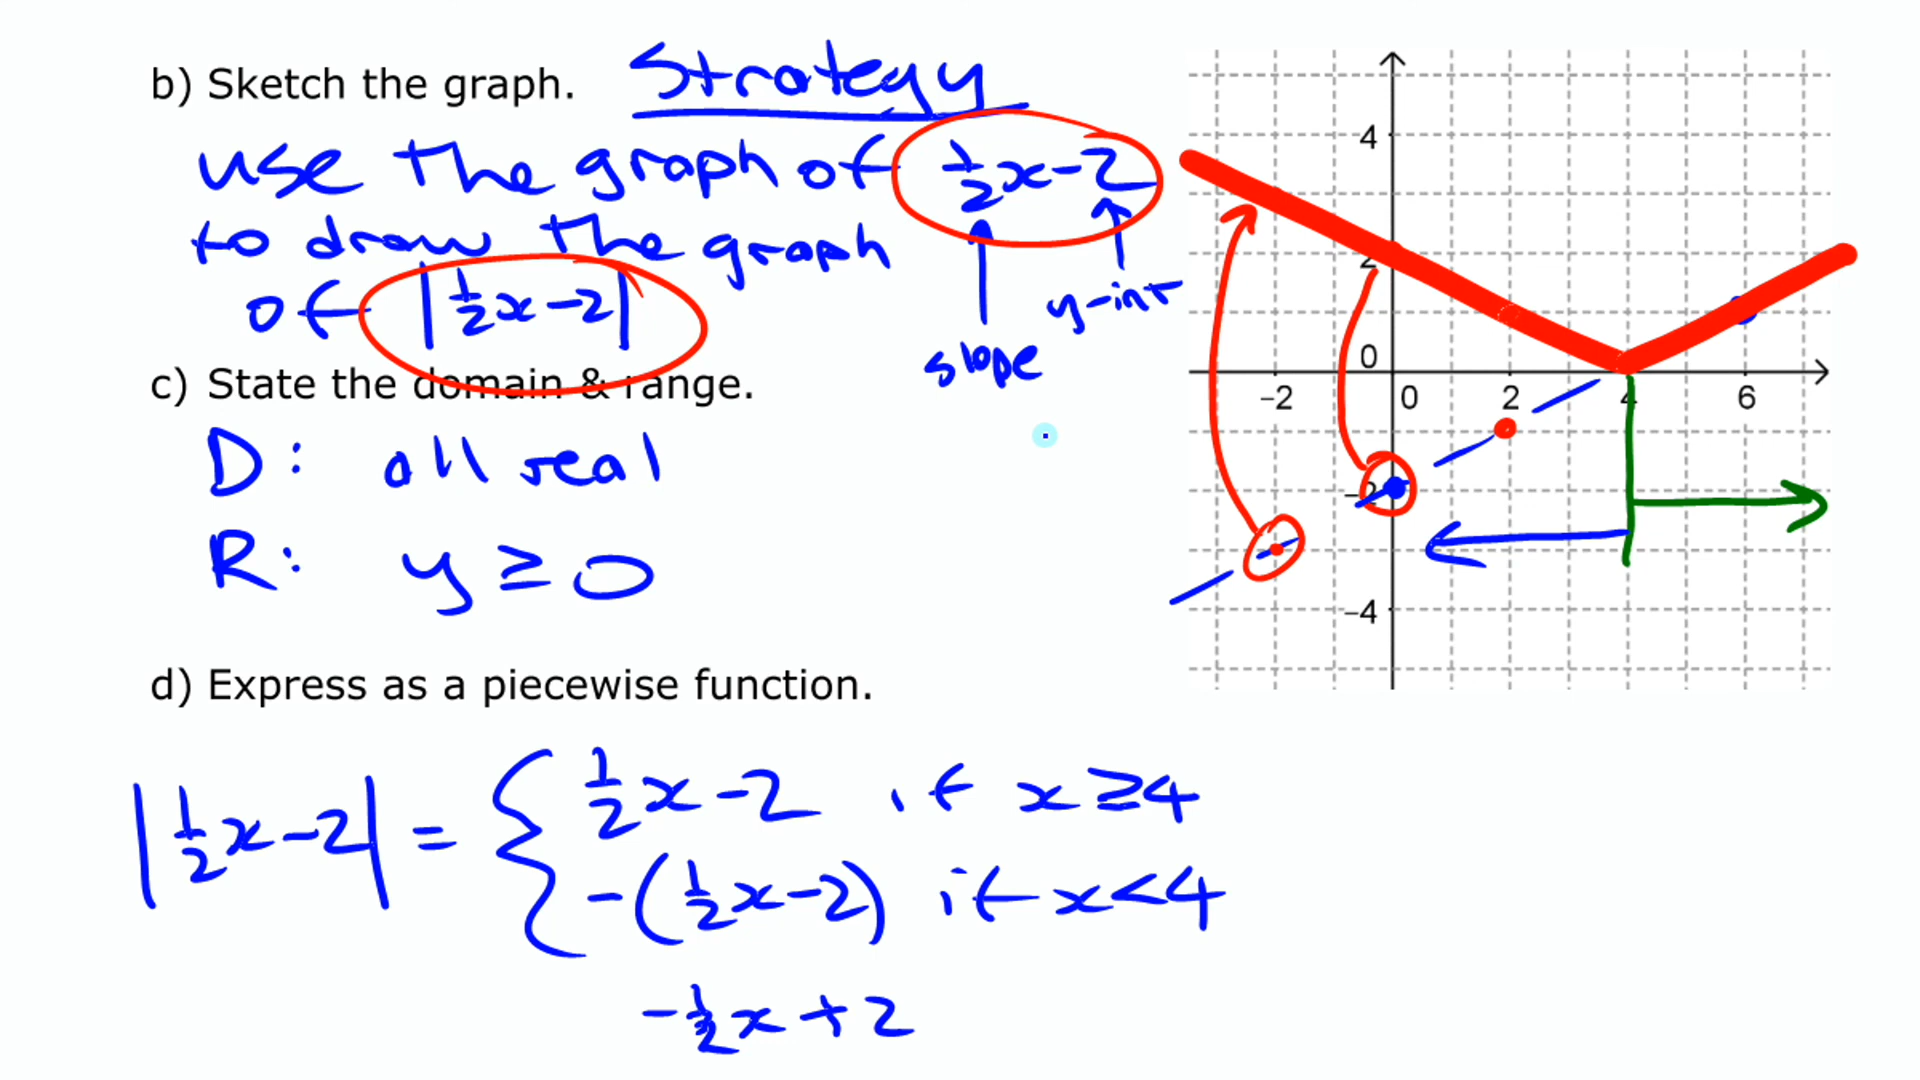 b) Sketch the graph. Strategy
use the graph of ½x-2
to draw the graph
of |½x-2|
slope
y-int
c) State the domain & range.
D: all real
R: y ≥ 0
d) Express as a piecewise function.
|½x-2| = { ½x-2 if x ≥ 4
-(½x-2) if x < 4
-½x+2
4
2
0
-2 0 2 4 6
-2
-4